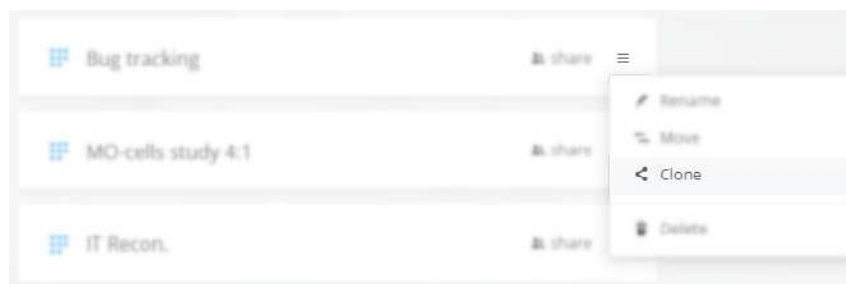 Bug tracking share
Rename
Move
MO-cells study 4:1 share
Clone
Delete
IT Recon. share